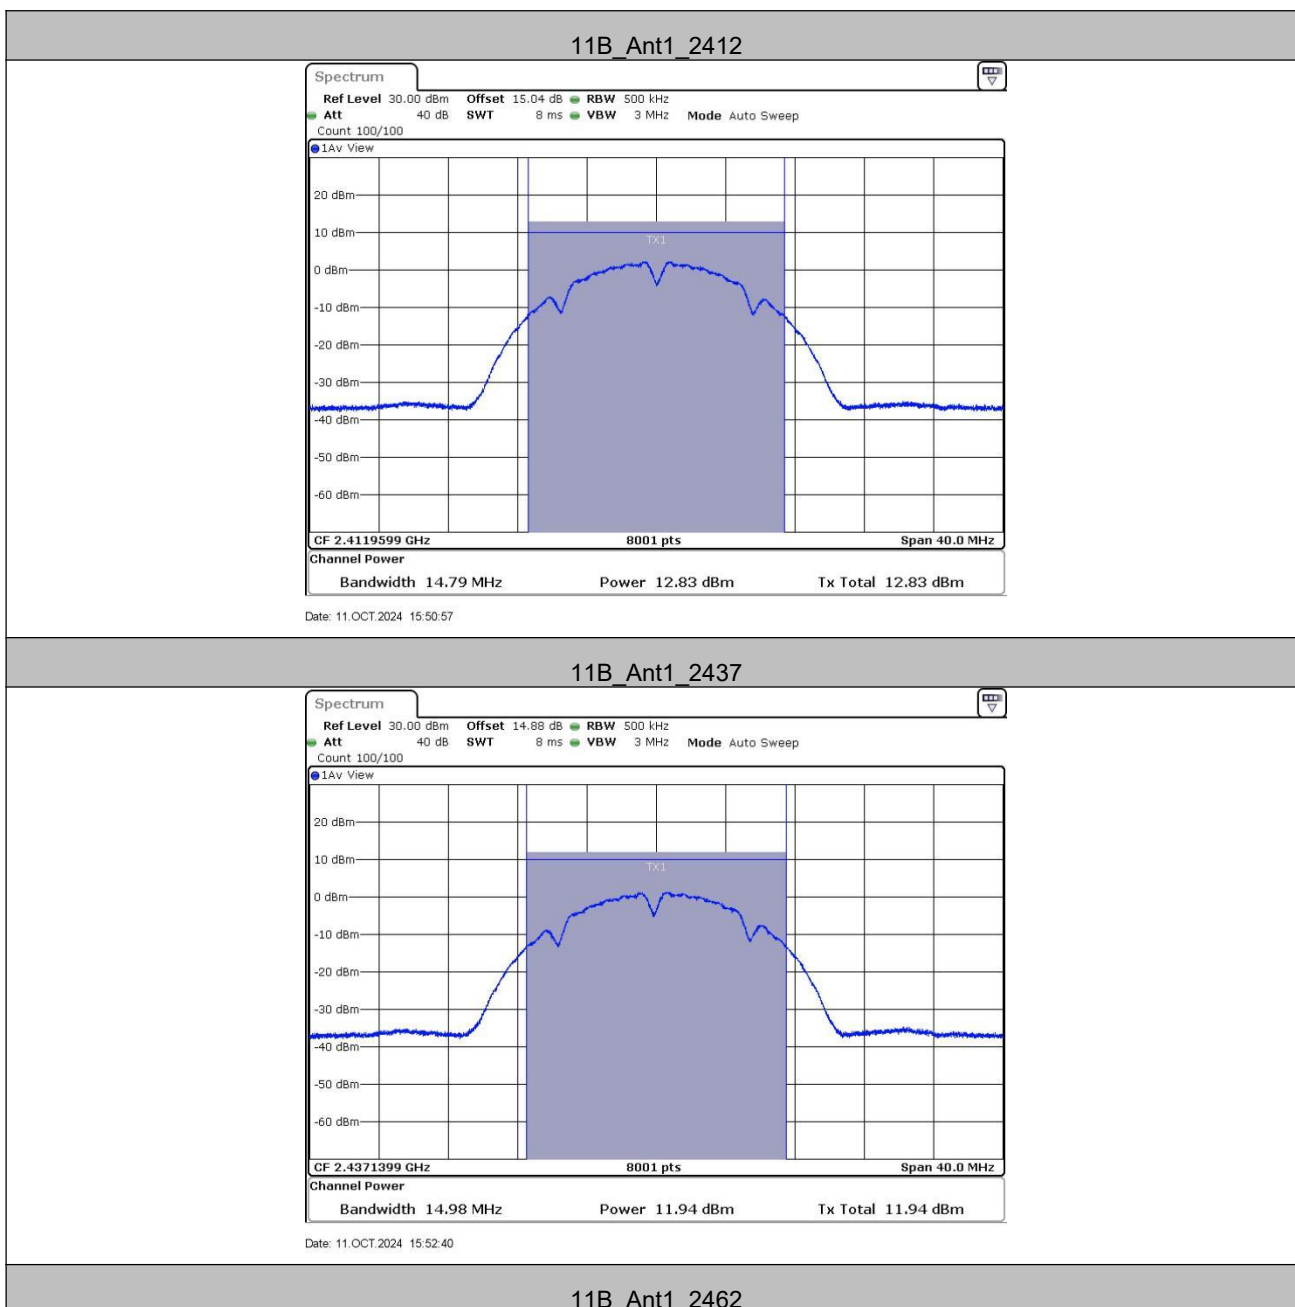 11B_Ant1_2412
Spectrum
Ref Level 30.00 dBm Offset 15.04 dB RBW 500 kHz
Att 40 dB SWT 8 ms VBW 3 MHz Mode Auto Sweep
Count 100/100
1Av View
20 dBm
10 dBm
TX1
0 dBm
-10 dBm
-20 dBm
-30 dBm
-40 dBm
-50 dBm
-60 dBm
CF 2.4119599 GHz 8001 pts Span 40.0 MHz
Channel Power
Bandwidth 14.79 MHz Power 12.83 dBm Tx Total 12.83 dBm
Date: 11.OCT.2024 15:50:57
11B_Ant1_2437
Spectrum
Ref Level 30.00 dBm Offset 14.88 dB RBW 500 kHz
Att 40 dB SWT 8 ms VBW 3 MHz Mode Auto Sweep
Count 100/100
1Av View
20 dBm
10 dBm
TX1
0 dBm
-10 dBm
-20 dBm
-30 dBm
-40 dBm
-50 dBm
-60 dBm
CF 2.4371399 GHz 8001 pts Span 40.0 MHz
Channel Power
Bandwidth 14.98 MHz Power 11.94 dBm Tx Total 11.94 dBm
Date: 11.OCT.2024 15:52:40
11B_Ant1_2462